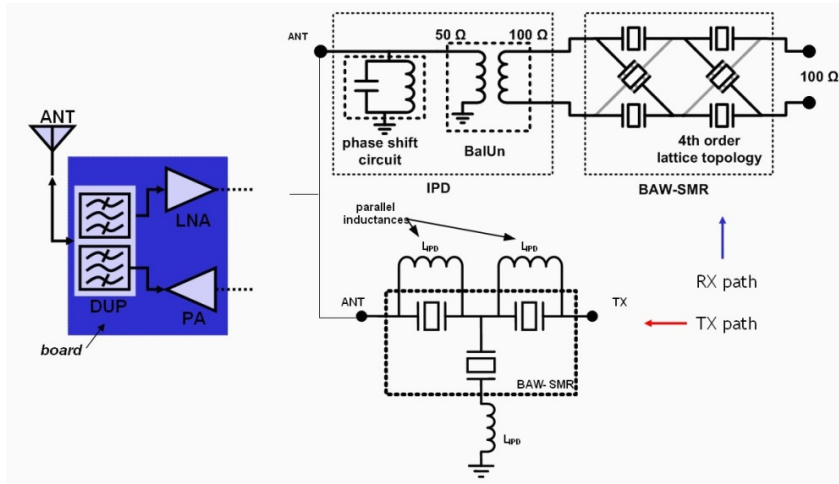 ANT
LNA
DUP
PA
board
ANT
50 Ω
100 Ω
phase shift
circuit
BalUn
IPD
100 Ω
4th order
lattice topology
BAW-SMR
parallel
inductances
LIPD
LIPD
ANT
TX
BAW- SMR
LIPD
RX path
TX path